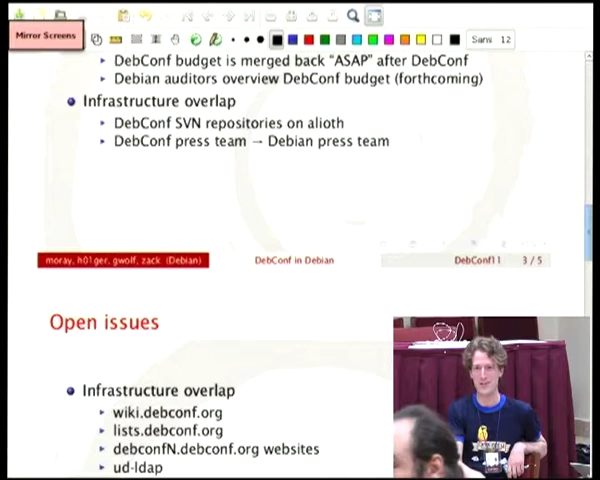 Mirror Screens
Sans 12
DebConf budget is merged back "ASAP" after DebConf
Debian auditors overview DebConf budget (forthcoming)
Infrastructure overlap
DebConf SVN repositories on alioth
DebConf press team → Debian press team
moray, h01ger, gwolf, zack (Debian) DebConf in Debian DebConf11 3 / 5
Open issues
Infrastructure overlap
wiki.debconf.org
lists.debconf.org
debconfN.debconf.org websites
ud-ldap